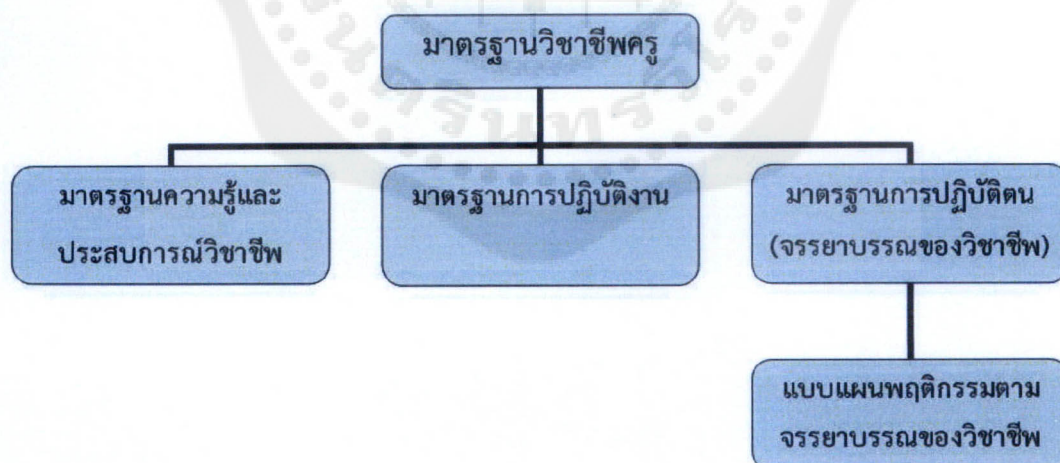 มาตรฐานวิชาชีพครู
มาตรฐานความรู้และ
ประสบการณ์วิชาชีพ
มาตรฐานการปฏิบัติงาน
มาตรฐานการปฏิบัติตน
(จรรยาบรรณของวิชาชีพ)
แบบแผนพฤติกรรมตาม
จรรยาบรรณของวิชาชีพ